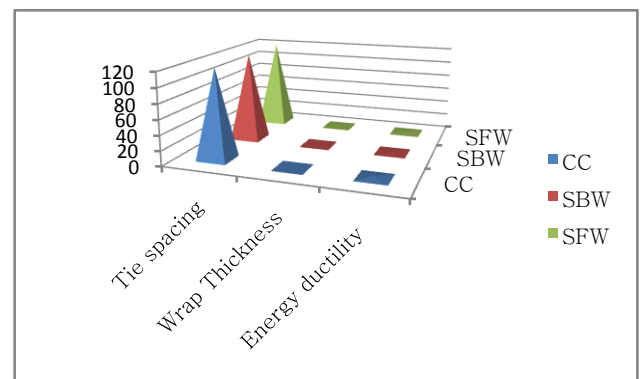 120
100
80
60
40
20
0
SFW
SBW
CC
Tie spacing
Wrap Thickness
Energy ductility
CC
SBW
SFW